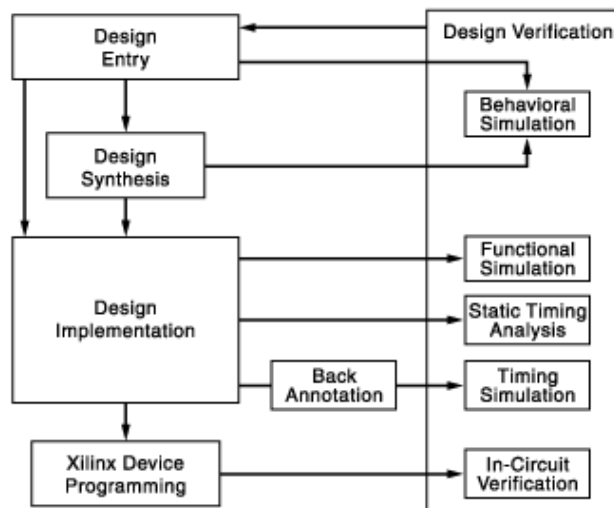 Design
Entry
Design Verification
Behavioral
Simulation
Design
Synthesis
Functional
Simulation
Design
Implementation
Static Timing
Analysis
Back
Annotation
Timing
Simulation
Xilinx Device
Programming
In-Circuit
Verification